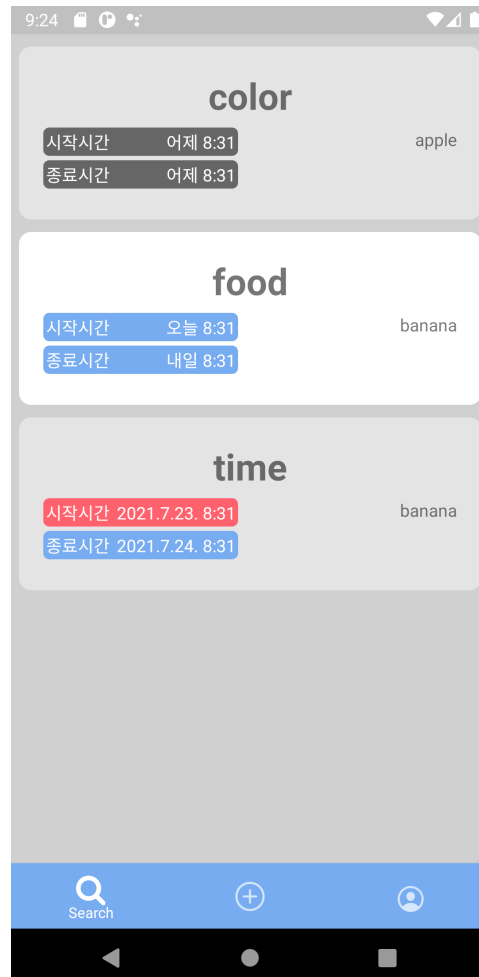 9:24
color
시작시간 어제 8:31 apple
종료시간 어제 8:31
food
시작시간 오늘 8:31 banana
종료시간 내일 8:31
time
시작시간 2021.7.23. 8:31 banana
종료시간 2021.7.24. 8:31
Search